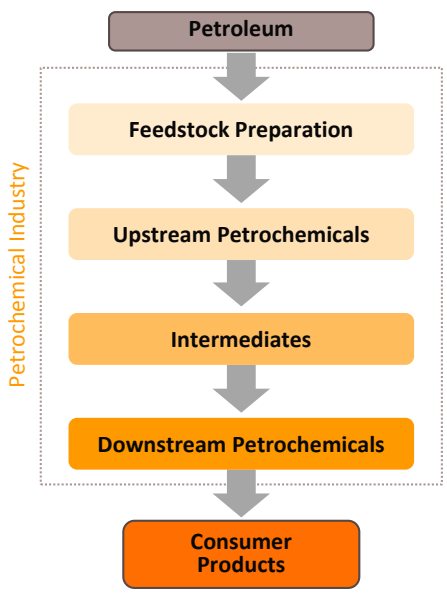 Petroleum
Feedstock Preparation
Upstream Petrochemicals
Intermediates
Downstream Petrochemicals
Consumer
Products
Petrochemical Industry